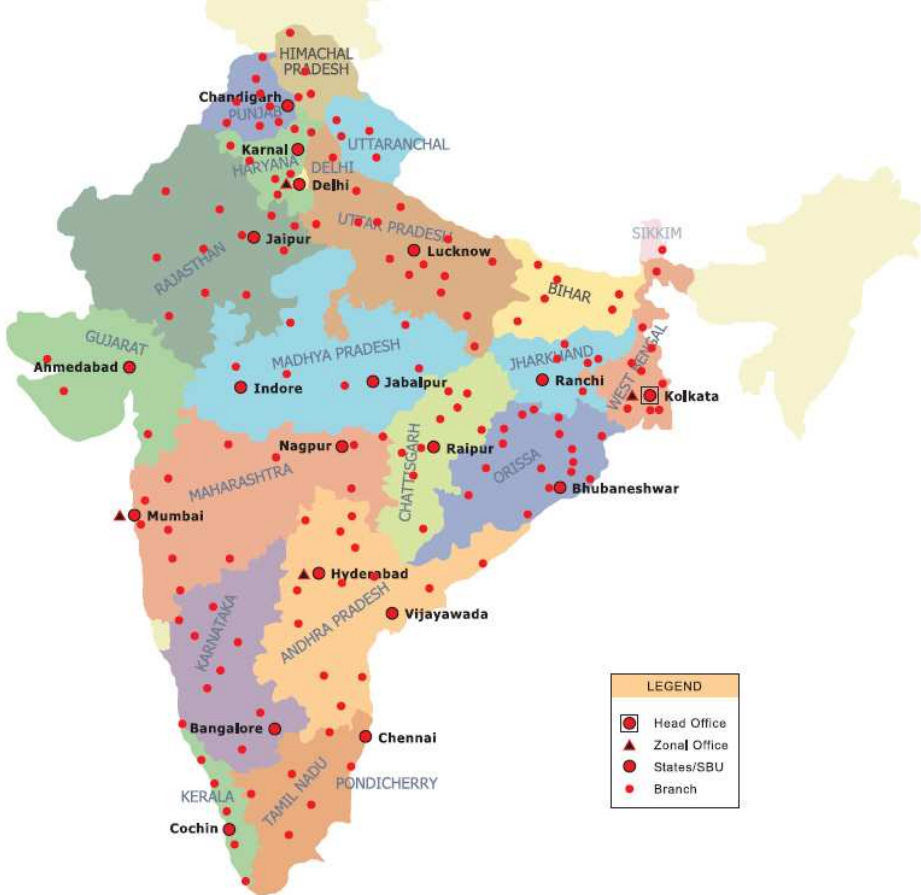 HIMACHAL
PRADESH
Chandigarh
PUNJAB
UTTARANCHAL
Karnal
HARYANA
DELHI
Delhi
UTTAR PRADESH
SIKKIM
Jaipur
Lucknow
RAJASTHAN
BIHAR
GUJARAT
MADHYA PRADESH
JHARKHAND
WEST BENGAL
Ahmedabad
Indore
Jabalpur
Ranchi
Kolkata
Nagpur
Raipur
MAHARASHTRA
CHATTISGARH
ORISSA
Bhubaneshwar
Mumbai
Hyderabad
Vijayawada
KARNATAKA
ANDHRA PRADESH
LEGEND
Head Office
Zonal Office
States/SBU
Branch
Bangalore
Chennai
KERALA
TAMIL NADU
PONDICHERRY
Cochin